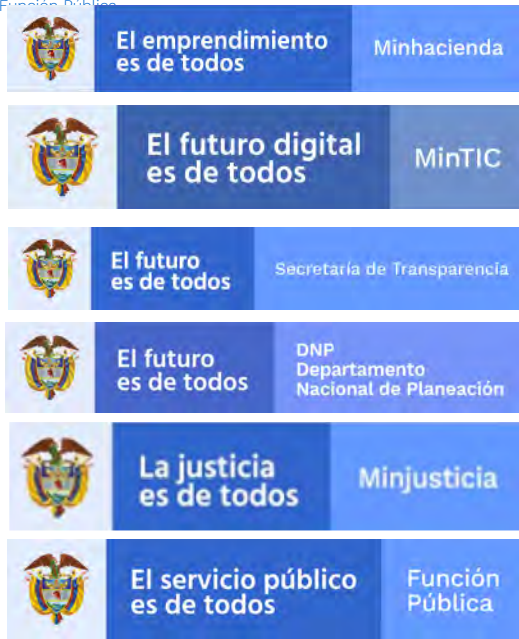 Función Pública
El emprendimiento
es de todos
Minhacienda
El futuro digital
es de todos
MinTIC
El futuro
es de todos
Secretaría de Transparencia
El futuro
es de todos
DNP
Departamento
Nacional de Planeación
La justicia
es de todos
Minjusticia
El servicio público
es de todos
Función
Pública